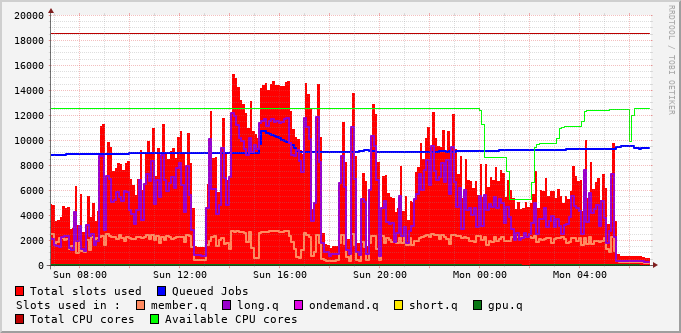 20000
18000
16000
14000
12000
10000
8000
6000
4000
2000
0
Sun 08:00 Sun 12:00 Sun 16:00 Sun 20:00 Mon 00:00 Mon 04:00
RRDTOOL / TOBI OETIKER
Total slots used Queued Jobs
Slots used in : member.q long.q ondemand.q short.q gpu.q
Total CPU cores Available CPU cores